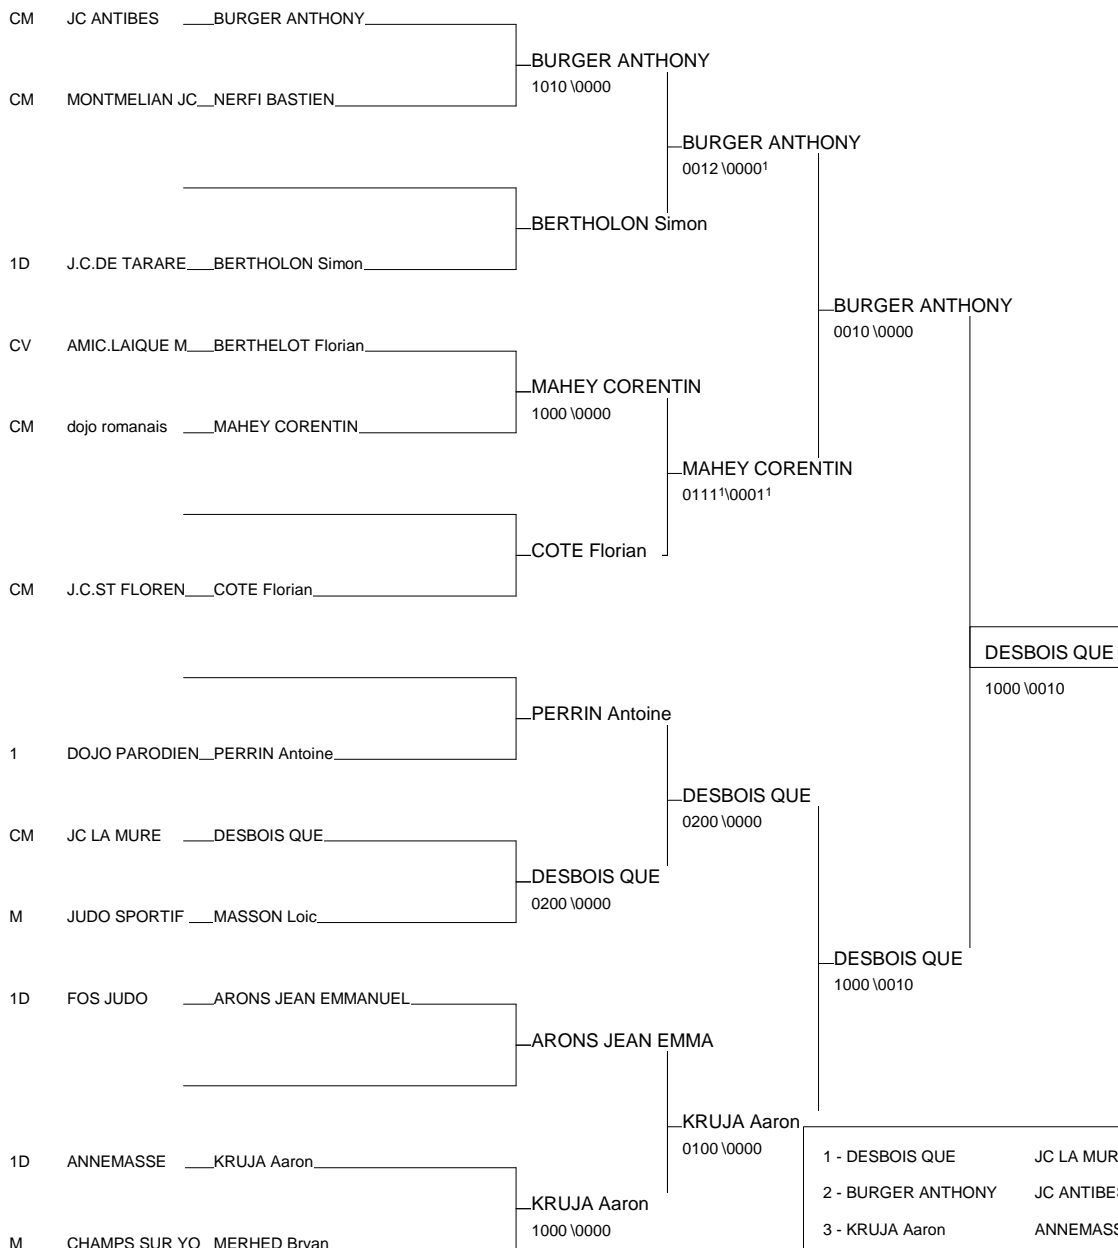 CM JC ANTIBES BURGER ANTHONY
BURGER ANTHONY
1010 \0000
CM MONTMELIAN JC NERFI BASTIEN
BURGER ANTHONY
0012 \0000¹
BERTHOLON Simon
1D J.C.DE TARARE BERTHOLON Simon
BURGER ANTHONY
0010 \0000
CV AMIC.LAIQUE M BERTHELOT Florian
MAHEY CORENTIN
1000 \0000
CM dojo romanais MAHEY CORENTIN
MAHEY CORENTIN
0111¹\0001¹
COTE Florian
CM J.C.ST FLOREN COTE Florian
DESBOIS QUE
1000 \0010
PERRIN Antoine
1 DOJO PARODIEN PERRIN Antoine
DESBOIS QUE
0200 \0000
CM JC LA MURE DESBOIS QUE
DESBOIS QUE
0200 \0000
M JUDO SPORTIF MASSON Loic
DESBOIS QUE
1000 \0010
1D FOS JUDO ARONS JEAN EMMANUEL
ARONS JEAN EMMA
KRUJA Aaron
0100 \0000
1D ANNEMASSE KRUJA Aaron
KRUJA Aaron
1000 \0000
M CHAMPS SUR YO MERHED Bryan
1 - DESBOIS QUE JC LA MUR
2 - BURGER ANTHONY JC ANTIBES
3 - KRUJA Aaron ANNEMASS